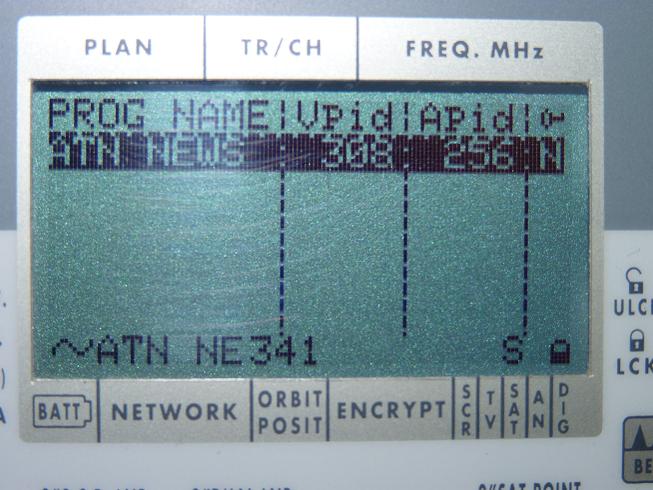 PLAN TR/CH FREQ. MHz
PROG NAME Vpid APid
ATN NEWS 308 256 N
~ATN NE341 S
BATT NETWORK ORBIT POSIT ENCRYPT SCR TV SAT AN DIG
ULCK
LCK
BE